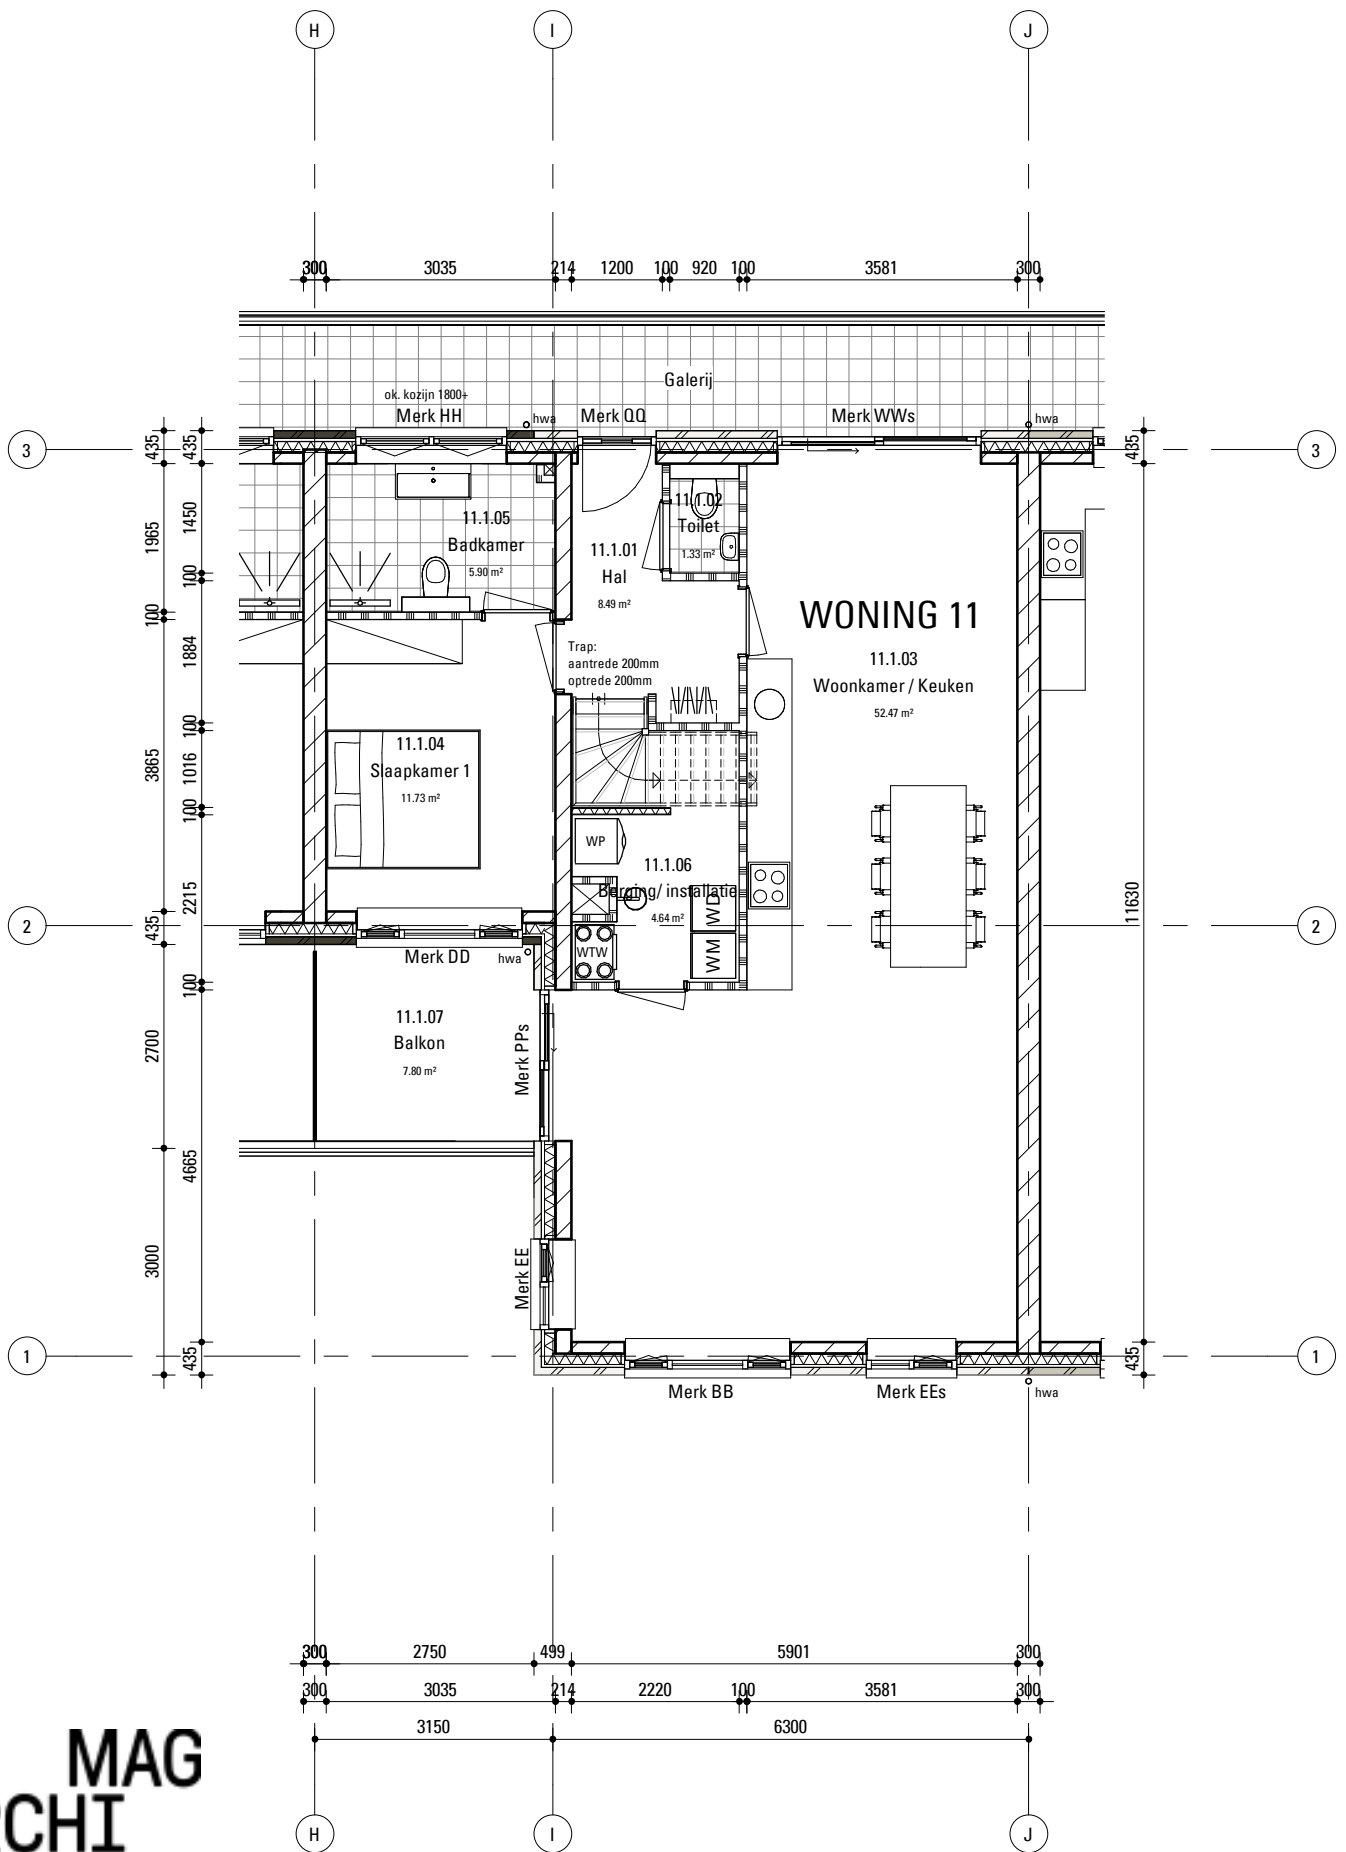 H
I
J
300
3035
214
1200
100
920
100
3581
300
Galerij
ok. kozijn 1800+
Merk HH
hwa
Merk QQ
Merk WWs
hwa
3
435
435
435
3
1965
1450
100
100
1884
100
3865
1016
100
2215
435
100
2700
4665
3000
435
11630
435
11.1.05
Badkamer
5.90 m²
11.1.01
Hal
8.49 m²
11.1.02
Toilet
1.33 m²
WONING 11
11.1.03
Woonkamer / Keuken
52.47 m²
Trap:
aantrede 200mm
optrede 200mm
11.1.04
Slaapkamer 1
11.73 m²
WP
11.1.06
Berging/ installatie
4.64 m²
WD
WM
WTW
2
2
Merk DD
hwa
11.1.07
Balkon
7.80 m²
Merk PPs
Merk EE
1
1
Merk BB
Merk EEs
hwa
300
2750
499
5901
300
300
3035
214
2220
100
3581
300
3150
6300
MAG
RCHI
H
I
J